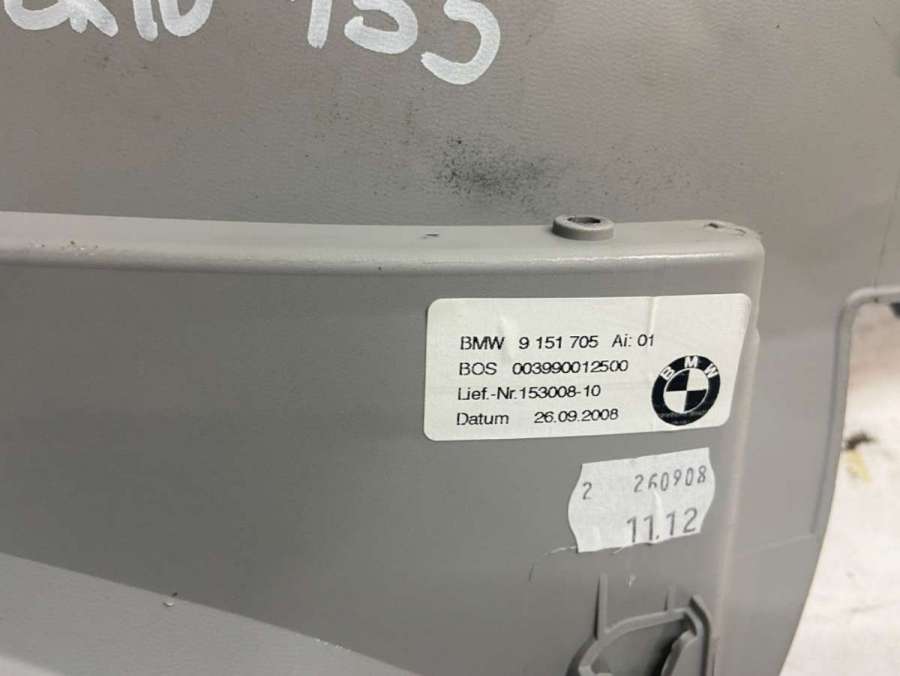 155
BMW 9 151 705 Ai: 01
BOS 003990012500
Lief.-Nr.153008-10
Datum 26.09.2008
BMW
2 260908
11.12